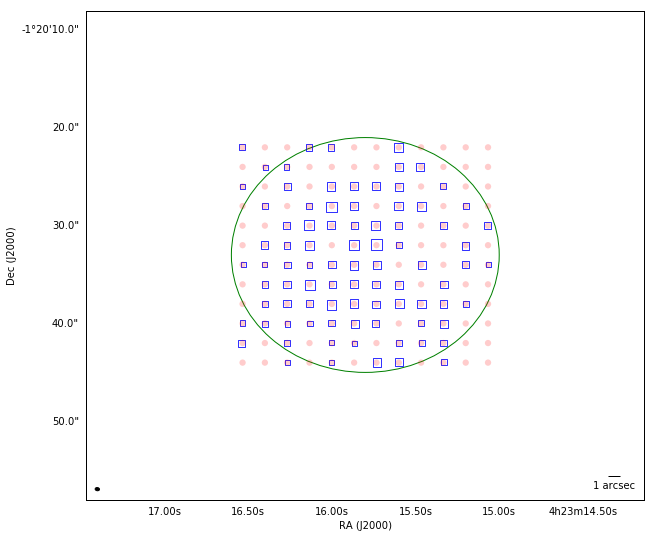 -1°20'10.0"
20.0"
30.0"
40.0"
50.0"
Dec (J2000)
1 arcsec
17.00s 16.50s 16.00s 15.50s 15.00s 4h23m14.50s
RA (J2000)